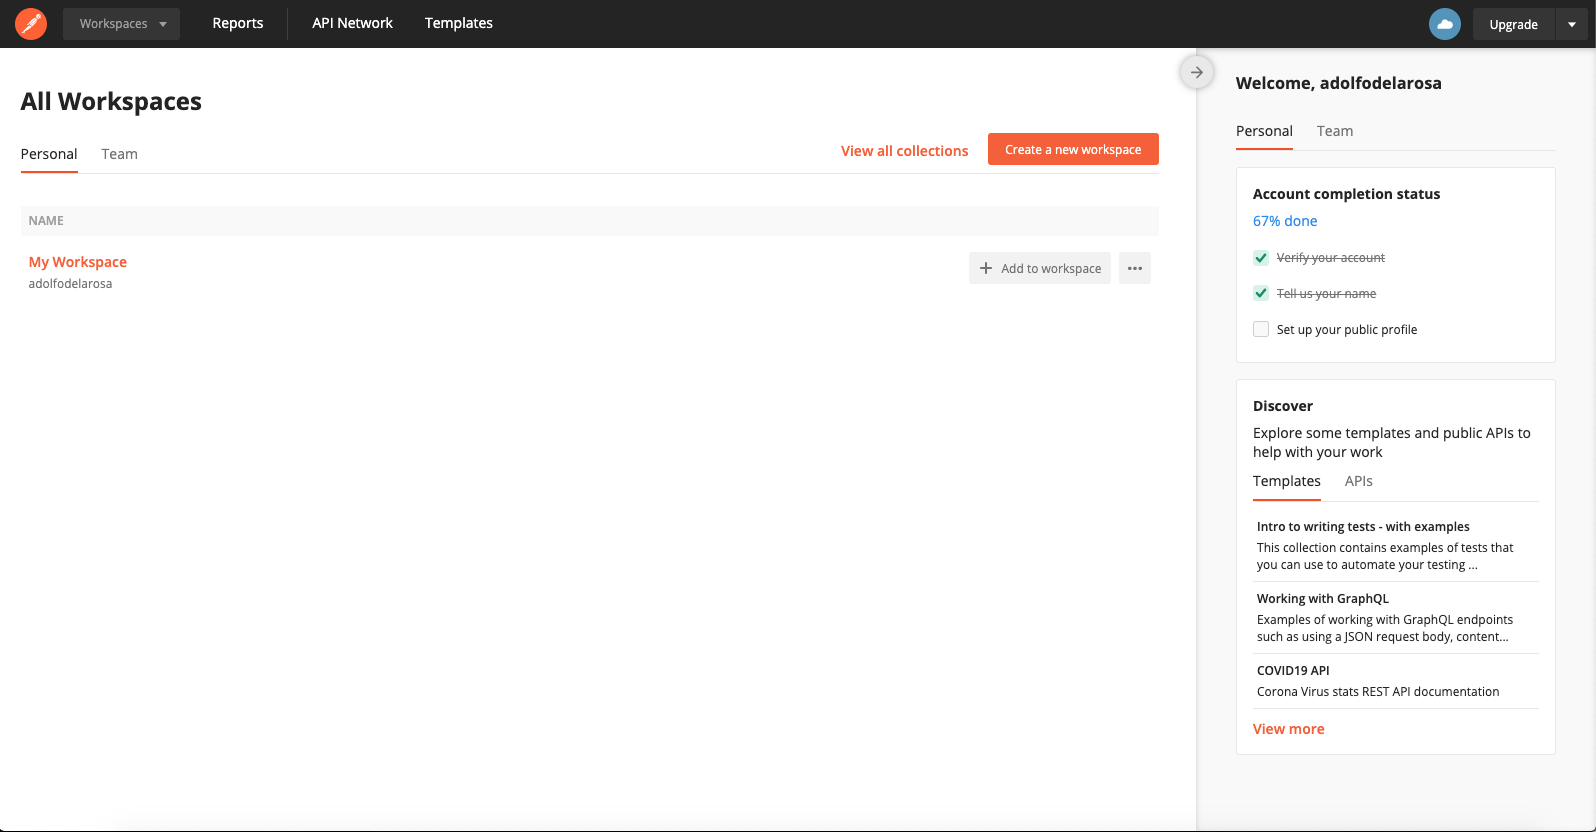 Workspaces
Reports
API Network
Templates
Upgrade
All Workspaces
Personal
Team
View all collections
Create a new workspace
NAME
My Workspace
adolfodelarosa
Add to workspace
Welcome, adolfodelarosa
Personal
Team
Account completion status
67% done
Verify your account
Tell us your name
Set up your public profile
Discover
Explore some templates and public APIs to
help with your work
Templates
APIs
Intro to writing tests - with examples
This collection contains examples of tests that
you can use to automate your testing ...
Working with GraphQL
Examples of working with GraphQL endpoints
such as using a JSON request body, content...
COVID19 API
Corona Virus stats REST API documentation
View more